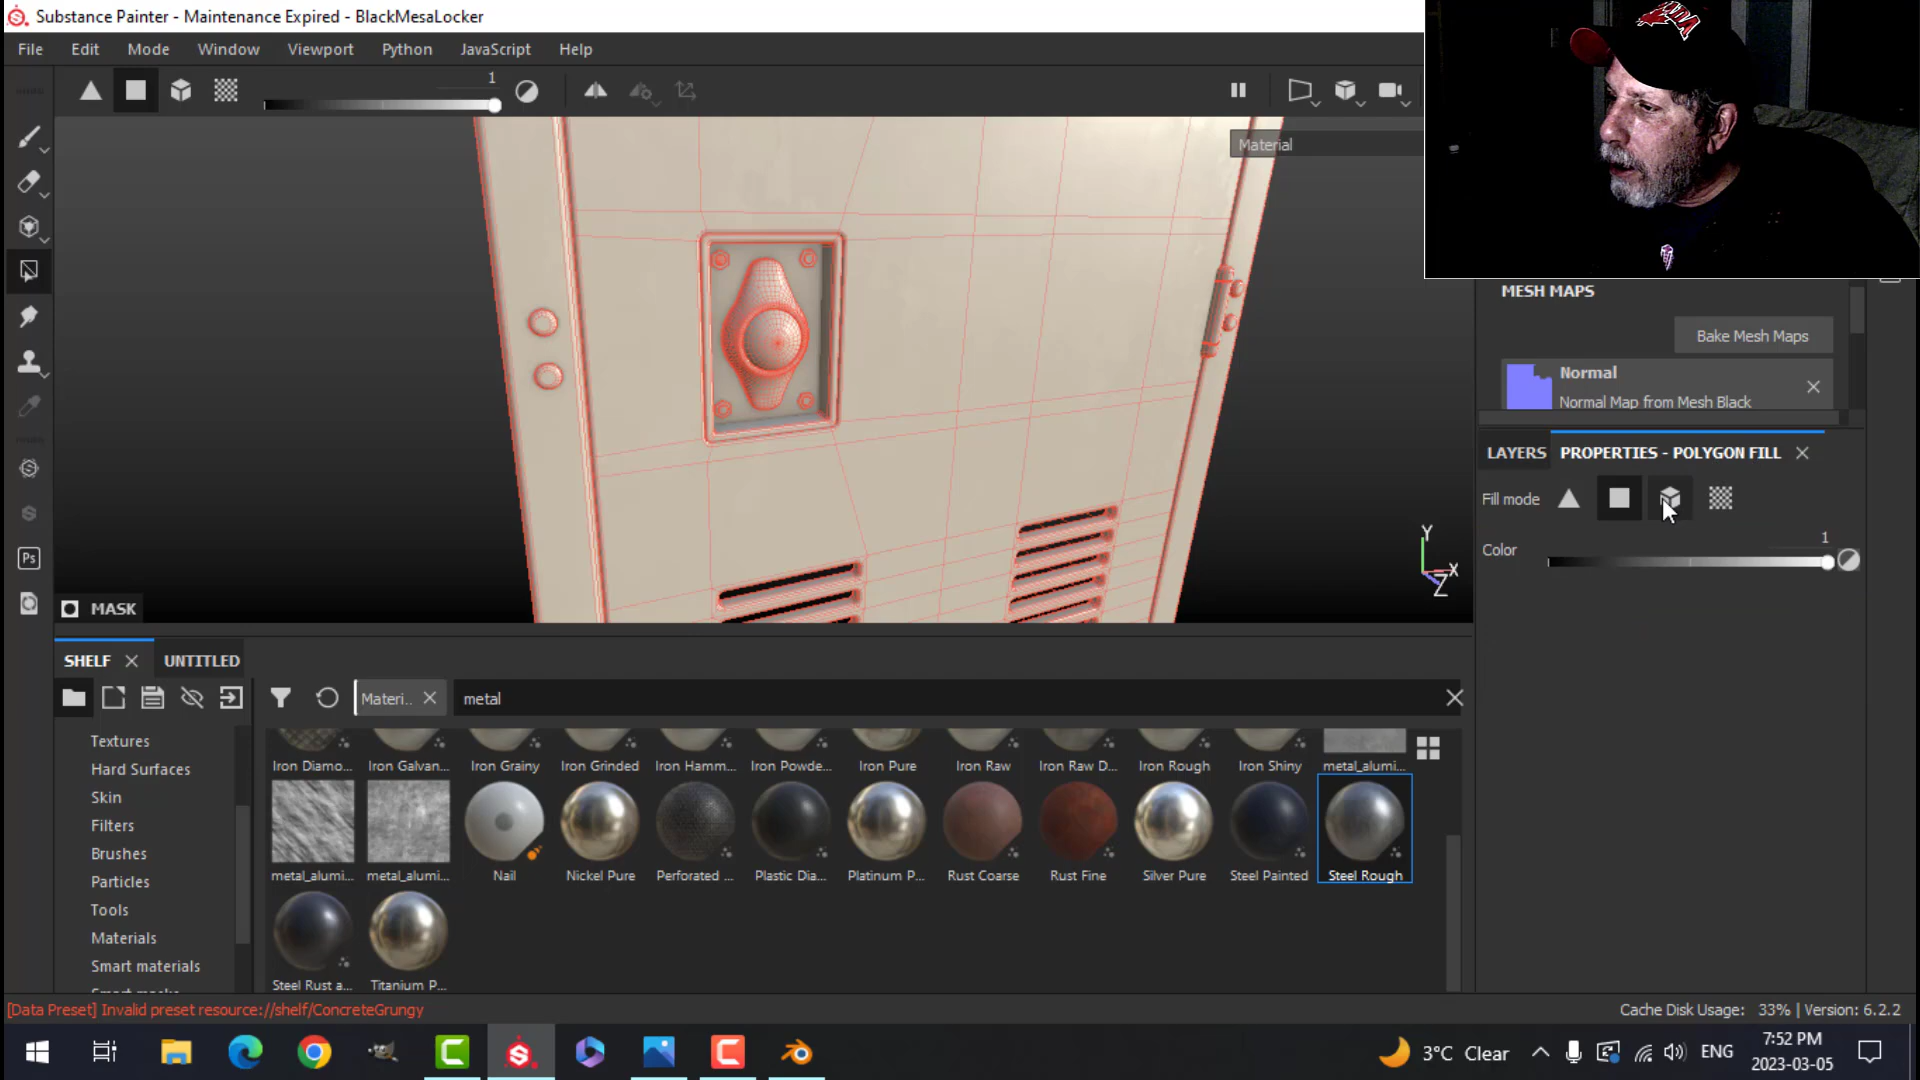 Substance Painter - Maintenance Expired - BlackMesaLocker
File Edit Mode Window Viewport Python JavaScript Help
1
Material
MESH MAPS
Bake Mesh Maps
Normal
Normal Map from Mesh Black
LAYERS PROPERTIES - POLYGON FILL
Fill mode
1
Color
Y
X
Z
Ps
MASK
SHELF UNTITLED
Materi.. metal
Textures
Hard Surfaces
Skin
Filters
Brushes
Particles
Tools
Materials
Smart materials
Iron Diamo... Iron Galvan... Iron Grainy Iron Grinded Iron Hamm... Iron Powde... Iron Pure Iron Raw Iron Raw D... Iron Rough Iron Shiny metal_alumi...
metal_alumi... metal_alumi... Nail Nickel Pure Perforated ... Plastic Dia... Platinum P... Rust Coarse Rust Fine Silver Pure Steel Painted Steel Rough
Steel Rust a... Titanium P...
[Data Preset] Invalid preset resource://shelf/ConcreteGrungy
Cache Disk Usage: 33% | Version: 6.2.2
3°C Clear
ENG
7:52 PM
2023-03-05